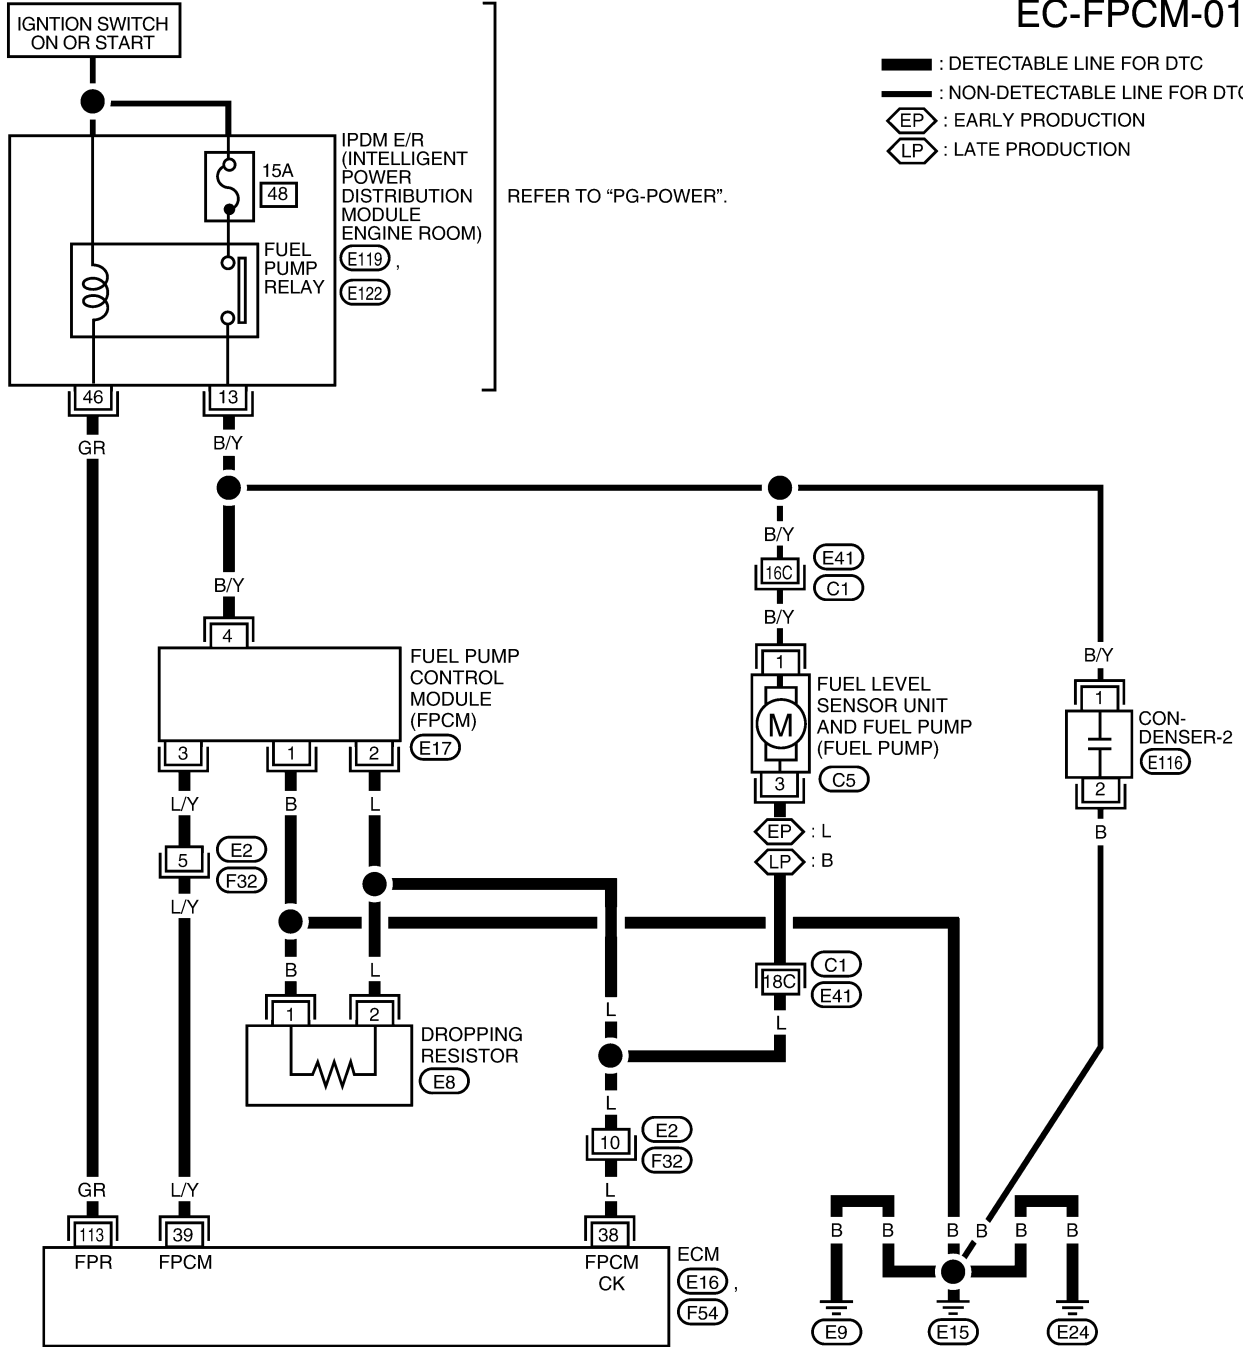 EC-FPCM-01
IGNTION SWITCH
ON OR START
: DETECTABLE LINE FOR DTC
: NON-DETECTABLE LINE FOR DTC
EP : EARLY PRODUCTION
LP : LATE PRODUCTION
IPDM E/R
(INTELLIGENT
POWER
DISTRIBUTION
MODULE
ENGINE ROOM)
E119 ,
E122
15A
48
REFER TO “PG-POWER”.
FUEL
PUMP
RELAY
46
13
GR
B/Y
B/Y
E41
16C
C1
B/Y
B/Y
4
1
B/Y
1
FUEL PUMP
CONTROL
MODULE
(FPCM)
E17
FUEL LEVEL
SENSOR UNIT
AND FUEL PUMP
(FUEL PUMP)
C5
M
CON-
DENSER-2
E116
3
1
2
3
2
L/Y
B
L
EP : L
B
LP : B
5
E2
F32
L/Y
B
L
C1
18C
E41
L
L
1
2
DROPPING
RESISTOR
E8
L
10
E2
F32
GR
L/Y
L
113
39
38
B
B
B
B
B
B
FPR
FPCM
FPCM
CK
ECM
E16 ,
F54
E9
E15
E24